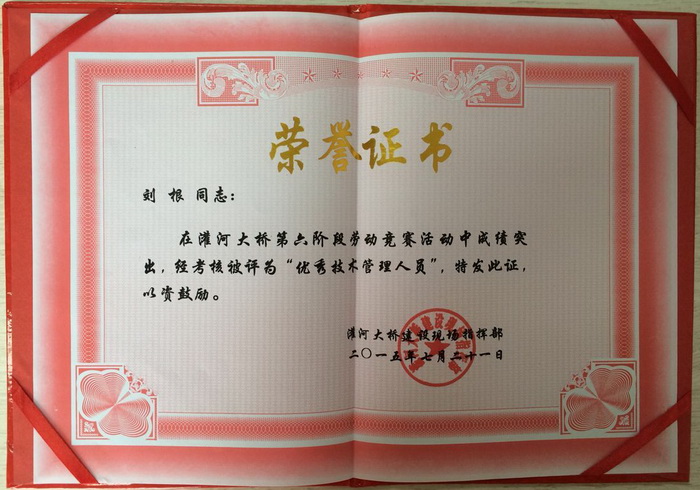 荣誉证书
刘 根 同志：
在灌河大桥第六阶段劳动竞赛活动中成绩突
出，经考核被评为“优秀技术管理人员”，特发此证，
以资鼓励。
灌河大桥建设现场指挥部
二〇一五年七月三十一日